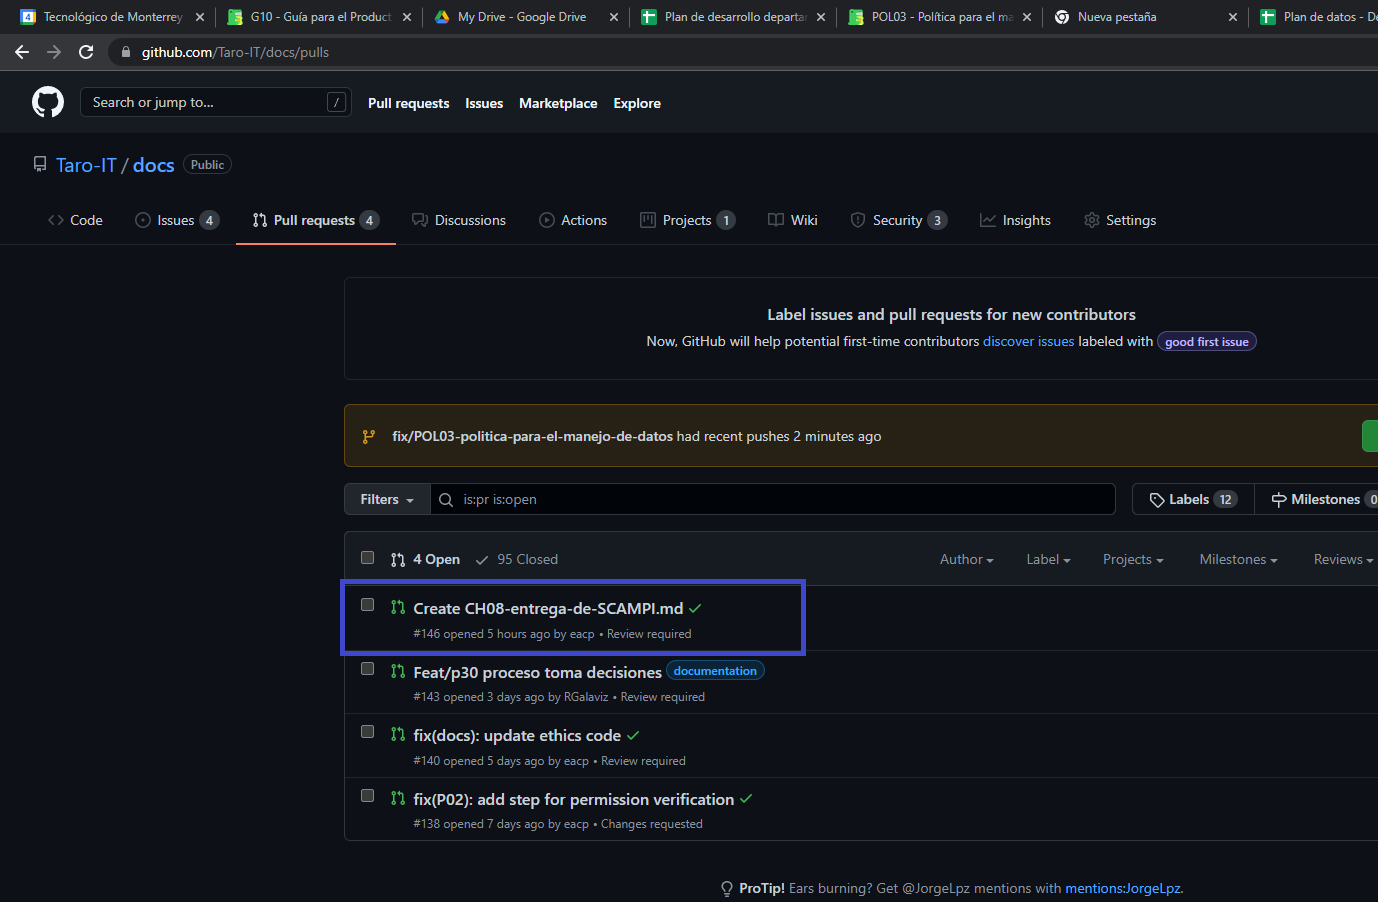 Tecnológico de Monterrey
G10 - Guía para el Product
My Drive - Google Drive
Plan de desarrollo departa
POL03 - Política para el ma
Nueva pestaña
Plan de datos - De
github.com/Taro-IT/docs/pulls
Search or jump to... /
Pull requests Issues Marketplace Explore
Taro-IT / docs Public
Code Issues 4 Pull requests 4 Discussions Actions Projects 1 Wiki Security 3 Insights Settings
Label issues and pull requests for new contributors
Now, GitHub will help potential first-time contributors discover issues labeled with good first issue
fix/POL03-politica-para-el-manejo-de-datos had recent pushes 2 minutes ago
Filters is:pr is:open Labels 12 Milestones 0
4 Open 95 Closed Author Label Projects Milestones Reviews
Create CH08-entrega-de-SCAMPI.md
#146 opened 5 hours ago by eacp • Review required
Feat/p30 proceso toma decisiones documentation
#143 opened 3 days ago by RGalaviz • Review required
fix(docs): update ethics code
#140 opened 5 days ago by eacp • Review required
fix(P02): add step for permission verification
#138 opened 7 days ago by eacp • Changes requested
ProTip! Ears burning? Get @JorgeLpz mentions with mentions:JorgeLpz.